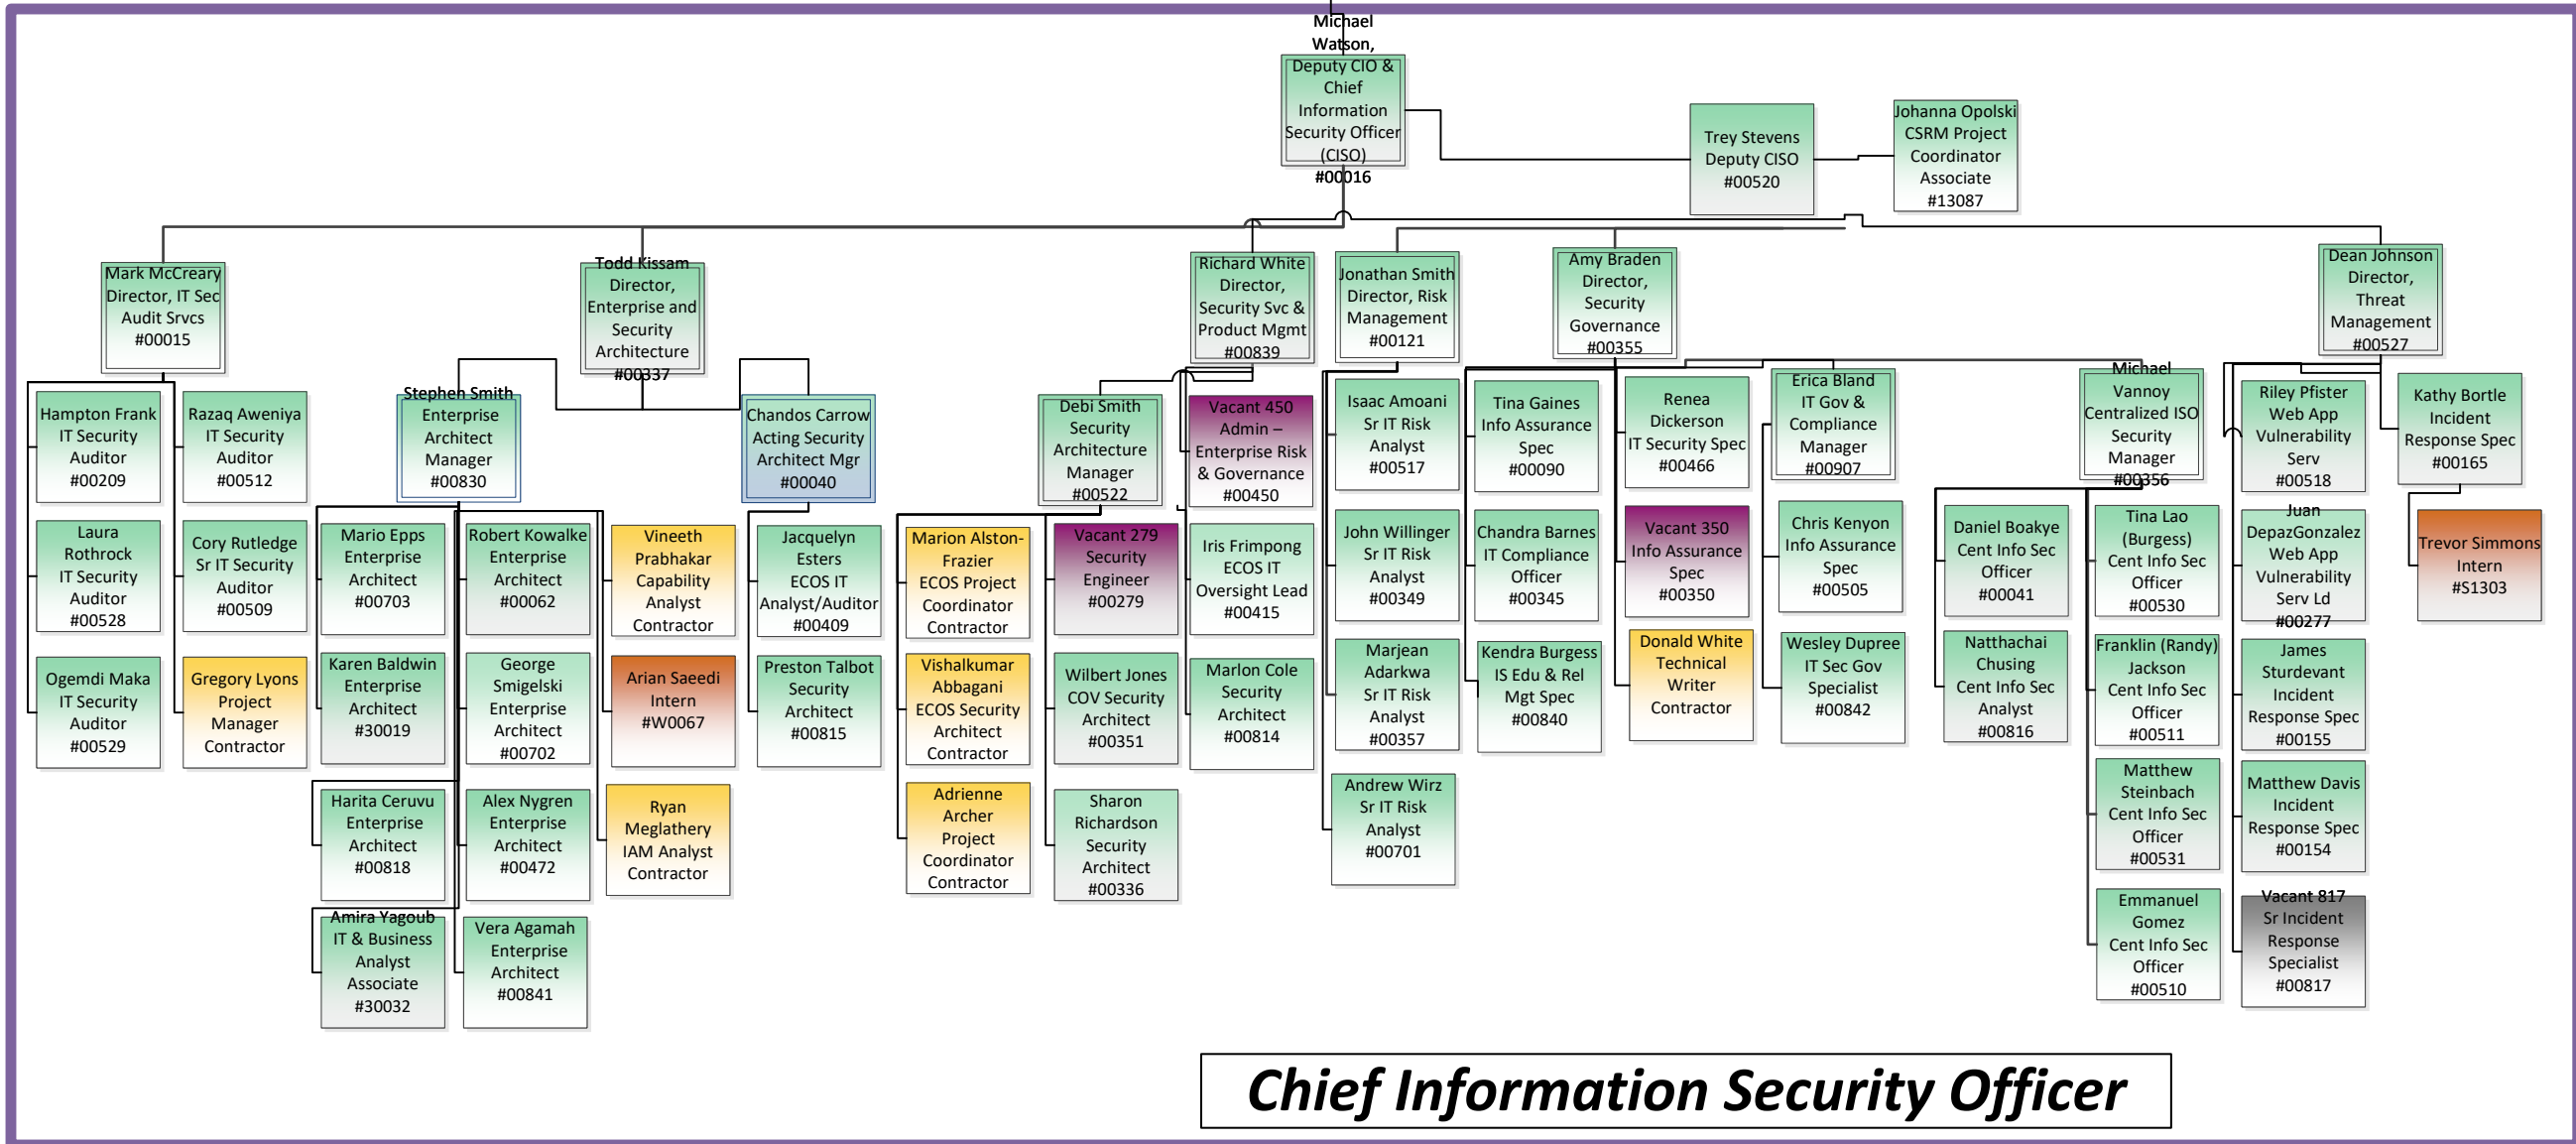 Michael
Watson,
Deputy CIO &
Chief
Information
Security Officer
(CISO)
#00016
Trey Stevens
Deputy CISO
#00520
Johanna Opolski
CSRM Project
Coordinator
Associate
#13087
Mark McCreary
Director, IT Sec
Audit Srvcs
#00015
Todd Kissam
Director,
Enterprise and
Security
Architecture
#00337
Richard White
Director,
Security Svc &
Product Mgmt
#00839
Jonathan Smith
Director, Risk
Management
#00121
Amy Braden
Director,
Security
Governance
#00355
Dean Johnson
Director,
Threat
Management
#00527
Hampton Frank
IT Security
Auditor
#00209
Razaq Aweniya
IT Security
Auditor
#00512
Stephen Smith
Enterprise
Architect
Manager
#00830
Chandos Carrow
Acting Security
Architect Mgr
#00040
Debi Smith
Security
Architecture
Manager
#00522
Vacant 450
Admin –
Enterprise Risk
& Governance
#00450
Isaac Amoani
Sr IT Risk
Analyst
#00517
Tina Gaines
Info Assurance
Spec
#00090
Renea
Dickerson
IT Security Spec
#00466
Erica Bland
IT Gov &
Compliance
Manager
#00907
Michael
Vannoy
Centralized ISO
Security
Manager
#00356
Riley Pfister
Web App
Vulnerability
Serv
#00518
Kathy Bortle
Incident
Response Spec
#00165
Laura
Rothrock
IT Security
Auditor
#00528
Cory Rutledge
Sr IT Security
Auditor
#00509
Mario Epps
Enterprise
Architect
#00703
Robert Kowalke
Enterprise
Architect
#00062
Vineeth
Prabhakar
Capability
Analyst
Contractor
Jacquelyn
Esters
ECOS IT
Analyst/Auditor
#00409
Marion Alston-
Frazier
ECOS Project
Coordinator
Contractor
Vacant 279
Security
Engineer
#00279
Iris Frimpong
ECOS IT
Oversight Lead
#00415
John Willinger
Sr IT Risk
Analyst
#00349
Chandra Barnes
IT Compliance
Officer
#00345
Vacant 350
Info Assurance
Spec
#00350
Chris Kenyon
Info Assurance
Spec
#00505
Daniel Boakye
Cent Info Sec
Officer
#00041
Tina Lao
(Burgess)
Cent Info Sec
Officer
#00530
Juan
DepazGonzalez
Web App
Vulnerability
Serv Ld
#00277
Trevor Simmons
Intern
#S1303
Ogemdi Maka
IT Security
Auditor
#00529
Gregory Lyons
Project
Manager
Contractor
Karen Baldwin
Enterprise
Architect
#30019
George
Smigelski
Enterprise
Architect
#00702
Arian Saeedi
Intern
#W0067
Preston Talbot
Security
Architect
#00815
Vishalkumar
Abbagani
ECOS Security
Architect
Contractor
Wilbert Jones
COV Security
Architect
#00351
Marlon Cole
Security
Architect
#00814
Marjean
Adarkwa
Sr IT Risk
Analyst
#00357
Kendra Burgess
IS Edu & Rel
Mgt Spec
#00840
Donald White
Technical
Writer
Contractor
Wesley Dupree
IT Sec Gov
Specialist
#00842
Natthachai
Chusing
Cent Info Sec
Analyst
#00816
Franklin (Randy)
Jackson
Cent Info Sec
Officer
#00511
James
Sturdevant
Incident
Response Spec
#00155
Harita Ceruvu
Enterprise
Architect
#00818
Alex Nygren
Enterprise
Architect
#00472
Ryan
Meglathery
IAM Analyst
Contractor
Adrienne
Archer
Project
Coordinator
Contractor
Sharon
Richardson
Security
Architect
#00336
Andrew Wirz
Sr IT Risk
Analyst
#00701
Matthew
Steinbach
Cent Info Sec
Officer
#00531
Matthew Davis
Incident
Response Spec
#00154
Amira Yagoub
IT & Business
Analyst
Associate
#30032
Vera Agamah
Enterprise
Architect
#00841
Emmanuel
Gomez
Cent Info Sec
Officer
#00510
Vacant 817
Sr Incident
Response
Specialist
#00817
Chief Information Security Officer